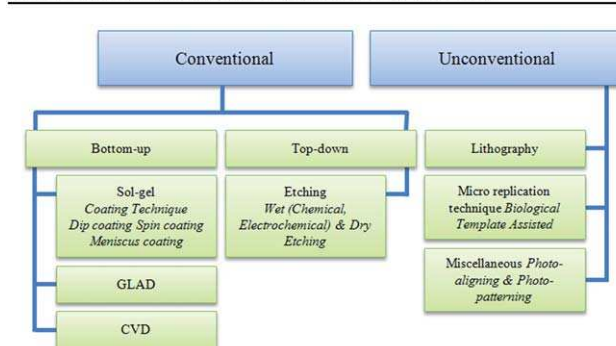 Conventional
Unconventional
Bottom-up
Top-down
Lithography
Sol-gel
Coating Technique
Dip coating Spin coating
Meniscus coating
Etching
Wet (Chemical,
Electrochemical) & Dry
Etching
Micro replication
technique Biological
Template Assisted
Miscellaneous Photo-
aligning & Photo-
patterning
GLAD
CVD